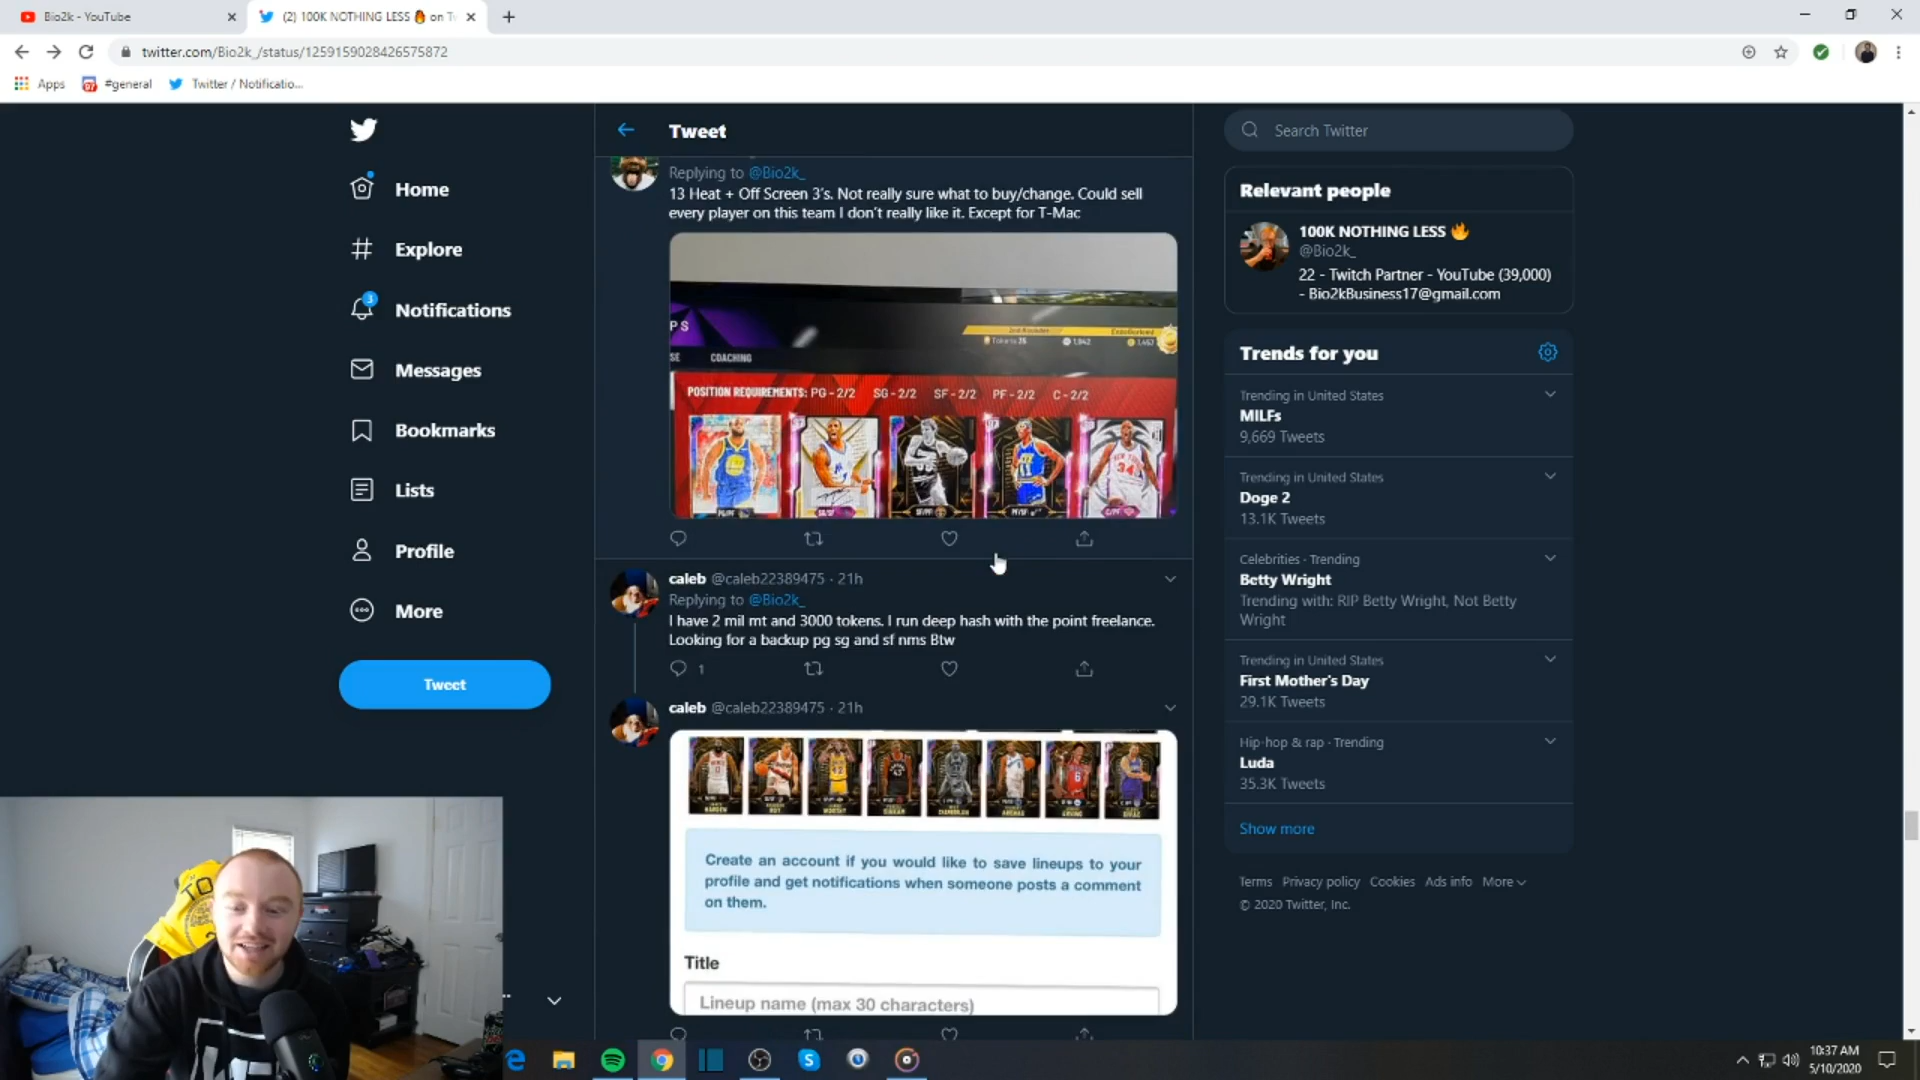 Bio2k - YouTube
(2) 100K NOTHING LESS 🔥 on Tw
twitter.com/Bio2k_/status/1259159028426575872
Apps
#general
Twitter / Notificatio...
Home
Explore
3
Notifications
Messages
Bookmarks
Lists
Profile
More
Tweet
Tweet
Replying to @Bio2k_
13 Heat + Off Screen 3's. Not really sure what to buy/change. Could sell
every player on this team I don't really like it. Except for T-Mac
PS
SE
COACHING
Tokens 25
POSITION REQUIREMENTS: PG - 2/2 SG - 2/2 SF - 2/2 PF - 2/2 C - 2/2
caleb @caleb22389475 · 21h
Replying to @Bio2k_
I have 2 mil mt and 3000 tokens. I run deep hash with the point freelance.
Looking for a backup pg sg and sf nms Btw
1
caleb @caleb22389475 · 21h
Create an account if you would like to save lineups to your
profile and get notifications when someone posts a comment
on them.
Title
Lineup name (max 30 characters)
Search Twitter
Relevant people
100K NOTHING LESS 🔥
@Bio2k_
22 - Twitch Partner - YouTube (39,000)
- Bio2kBusiness17@gmail.com
Trends for you
Trending in United States
MILFs
9,669 Tweets
Trending in United States
Doge 2
13.1K Tweets
Celebrities · Trending
Betty Wright
Trending with: RIP Betty Wright, Not Betty
Wright
Trending in United States
First Mother's Day
29.1K Tweets
Hip-hop & rap · Trending
Luda
35.3K Tweets
Show more
Terms Privacy policy Cookies Ads info More
© 2020 Twitter, Inc.
10:37 AM
5/10/2020